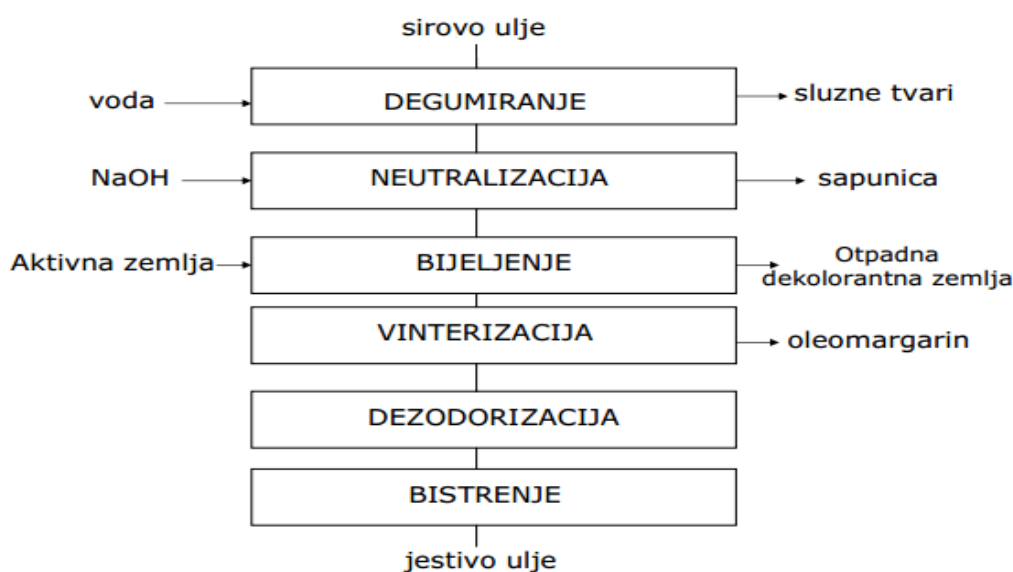 sirovo ulje
voda
DEGUMIRANJE
sluzne tvari
NaOH
NEUTRALIZACIJA
sapunica
Aktivna zemlja
BIJELJENJE
Otpadna
dekolorantna zemlja
VINTERIZACIJA
oleomargarin
DEZODORIZACIJA
BISTRENJE
jestivo ulje